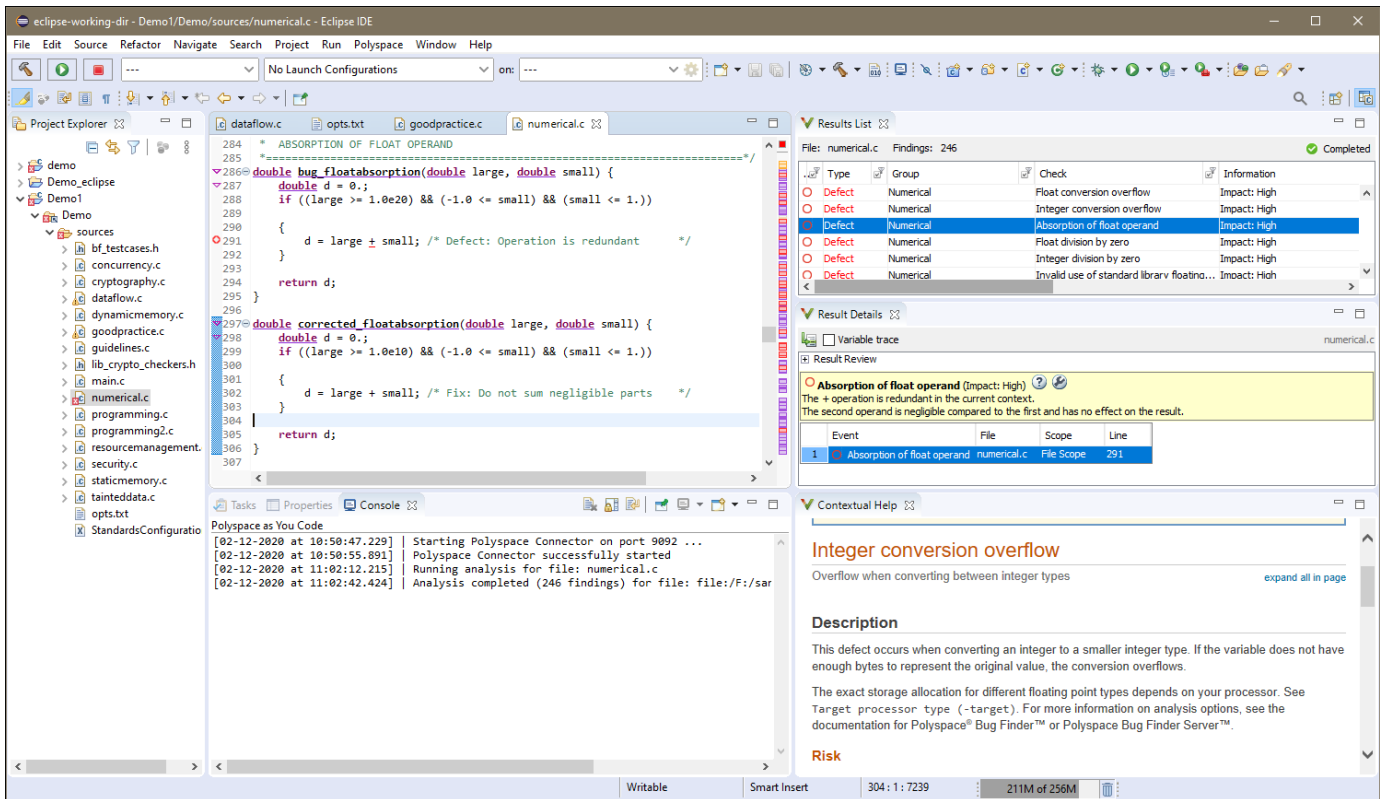 eclipse-working-dir - Demo1/Demo/sources/numerical.c - Eclipse IDE
File Edit Source Refactor Navigate Search Project Run Polyspace Window Help
--- No Launch Configurations on: ---
Project Explorer
demo
Demo_eclipse
Demo1
Demo
sources
bf_testcases.h
concurrency.c
cryptography.c
dataflow.c
dynamicmemory.c
goodpractice.c
guidelines.c
lib_crypto_checkers.h
main.c
numerical.c
programming.c
programming2.c
resourcemanagement.
security.c
staticmemory.c
tainteddata.c
opts.txt
StandardsConfiguratio
dataflow.c opts.txt goodpractice.c numerical.c
284 * ABSORPTION OF FLOAT OPERAND
285 *===========================================================================*/
286 double bug_floatabsorption(double large, double small) {
287 double d = 0.;
288 if ((large >= 1.0e20) && (-1.0 <= small) && (small <= 1.))
289
290 {
291 d = large + small; /* Defect: Operation is redundant */
292 }
293
294 return d;
295 }
296
297 double corrected_floatabsorption(double large, double small) {
298 double d = 0.;
299 if ((large >= 1.0e10) && (-1.0 <= small) && (small <= 1.))
300
301 {
302 d = large + small; /* Fix: Do not sum negligible parts */
303 }
304
305 return d;
306 }
307
Tasks Properties Console
Polyspace as You Code
[02-12-2020 at 10:50:47.229] | Starting Polyspace Connector on port 9092 ...
[02-12-2020 at 10:50:55.891] | Polyspace Connector successfully started
[02-12-2020 at 11:02:12.215] | Running analysis for file: numerical.c
[02-12-2020 at 11:02:42.424] | Analysis completed (246 findings) for file: file:/F:/sar
Results List
File: numerical.c Findings: 246 Completed
Type Group Check Information
Defect Numerical Float conversion overflow Impact: High
Defect Numerical Integer conversion overflow Impact: High
Defect Numerical Absorption of float operand Impact: High
Defect Numerical Float division by zero Impact: High
Defect Numerical Integer division by zero Impact: High
Defect Numerical Invalid use of standard library floating... Impact: High
Result Details
Variable trace numerical.c
Result Review
Absorption of float operand (Impact: High)
The + operation is redundant in the current context.
The second operand is negligible compared to the first and has no effect on the result.
Event File Scope Line
1 Absorption of float operand numerical.c File Scope 291
Contextual Help
Integer conversion overflow
Overflow when converting between integer types expand all in page
Description
This defect occurs when converting an integer to a smaller integer type. If the variable does not have
enough bytes to represent the original value, the conversion overflows.
The exact storage allocation for different floating point types depends on your processor. See
Target processor type (-target). For more information on analysis options, see the
documentation for Polyspace® Bug Finder™ or Polyspace Bug Finder Server™.
Risk
Writable Smart Insert 304 : 1 : 7239 211M of 256M